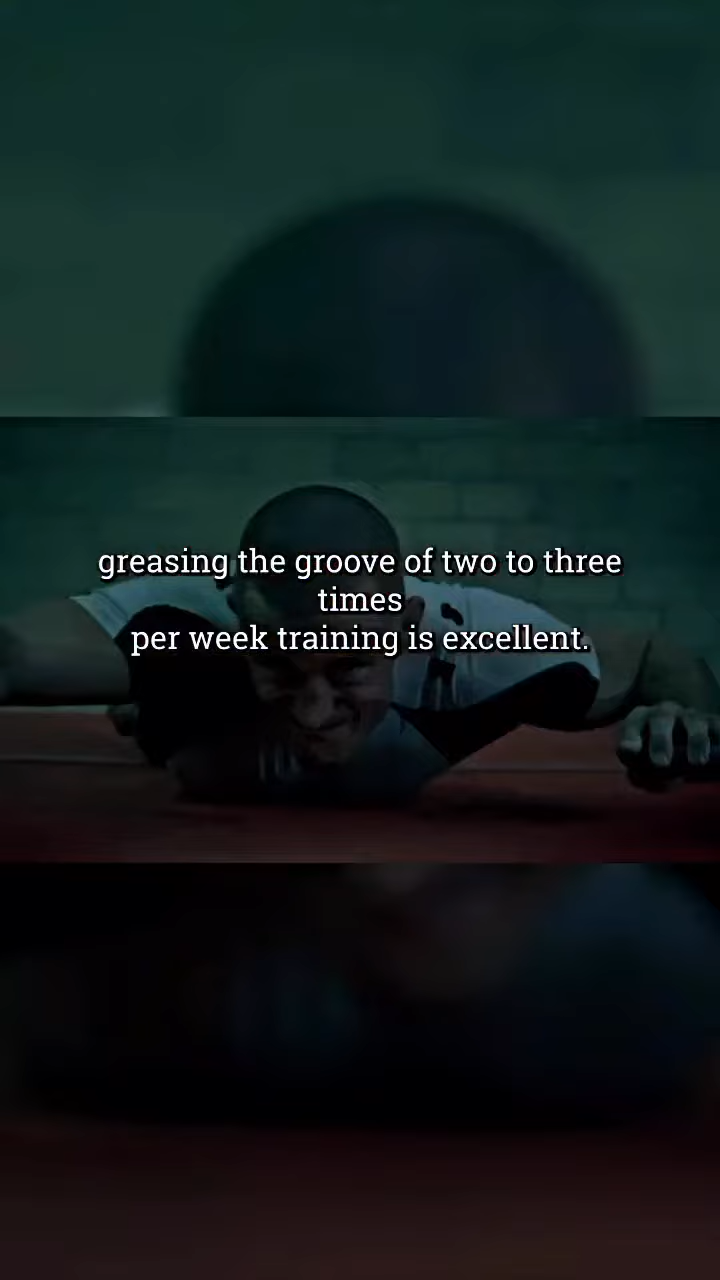 greasing the groove of two to three
times
per week training is excellent.